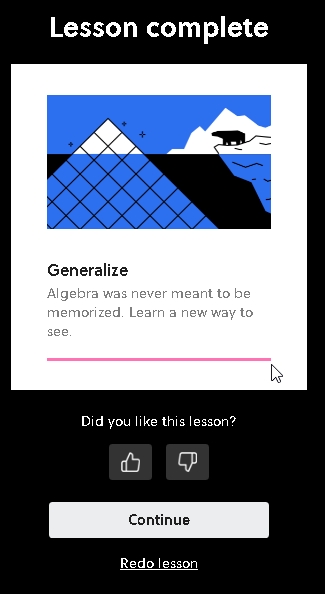 Lesson complete
Generalize
Algebra was never meant to be
memorized. Learn a new way to
see.
Did you like this lesson?
Continue
Redo lesson